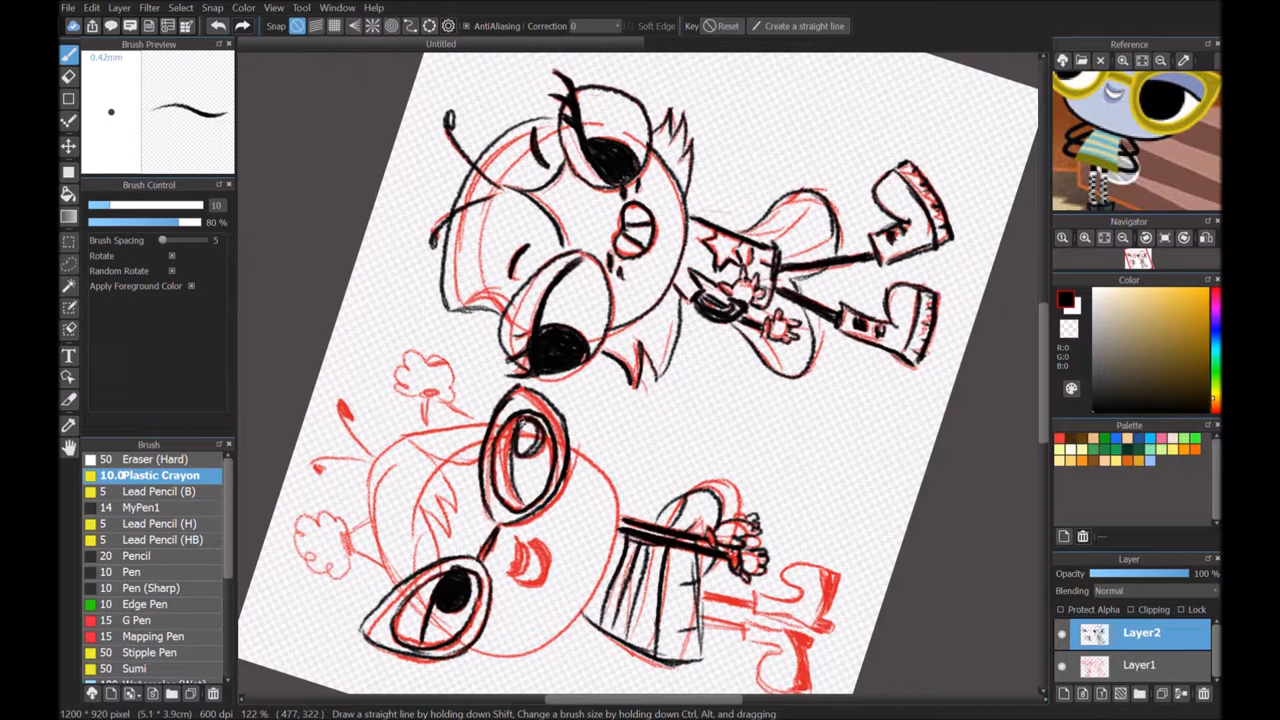 File Edit Layer Filter Select Snap Color View Tool Window Help
Snap AntiAliasing Correction 0 Soft Edge Key Reset Create a straight line
Brush Preview
Untitled
Reference
0.42mm
Brush Control
10
80 %
Brush Spacing 5
Rotate
Random Rotate
Apply Foreground Color
Navigator
Color
R:0
G:0
B:0
Palette
---
Brush
50 Eraser (Hard)
10.0 Plastic Crayon
5 Lead Pencil (B)
14 MyPen1
5 Lead Pencil (H)
5 Lead Pencil (HB)
20 Pencil
10 Pen
10 Pen (Sharp)
10 Edge Pen
15 G Pen
15 Mapping Pen
50 Stipple Pen
50 Sumi
Layer
Opacity 100 %
Blending Normal
Protect Alpha Clipping Lock
Layer2
Layer1
1200 * 920 pixel (5.1 * 3.9cm) 600 dpi 122 % ( 477, 322 ) Draw a straight line by holding down Shift, Change a brush size by holding down Ctrl, Alt, and dragging